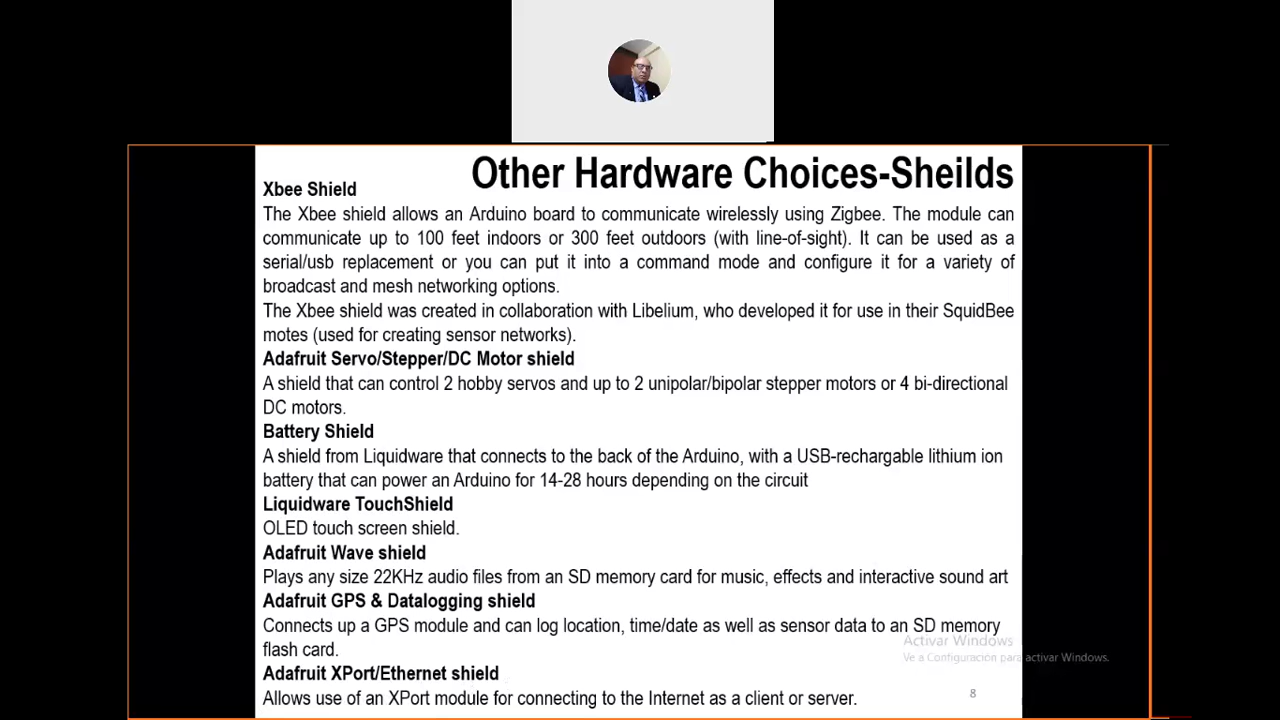 Other Hardware Choices-Sheilds
Xbee Shield
The Xbee shield allows an Arduino board to communicate wirelessly using Zigbee. The module can
communicate up to 100 feet indoors or 300 feet outdoors (with line-of-sight). It can be used as a
serial/usb replacement or you can put it into a command mode and configure it for a variety of
broadcast and mesh networking options.
The Xbee shield was created in collaboration with Libelium, who developed it for use in their SquidBee
motes (used for creating sensor networks).
Adafruit Servo/Stepper/DC Motor shield
A shield that can control 2 hobby servos and up to 2 unipolar/bipolar stepper motors or 4 bi-directional
DC motors.
Battery Shield
A shield from Liquidware that connects to the back of the Arduino, with a USB-rechargable lithium ion
battery that can power an Arduino for 14-28 hours depending on the circuit
Liquidware TouchShield
OLED touch screen shield.
Adafruit Wave shield
Plays any size 22KHz audio files from an SD memory card for music, effects and interactive sound art
Adafruit GPS & Datalogging shield
Connects up a GPS module and can log location, time/date as well as sensor data to an SD memory
flash card.
Adafruit XPort/Ethernet shield
Allows use of an XPort module for connecting to the Internet as a client or server.
Activar Windows
Ve a Configuración para activar Windows.
8